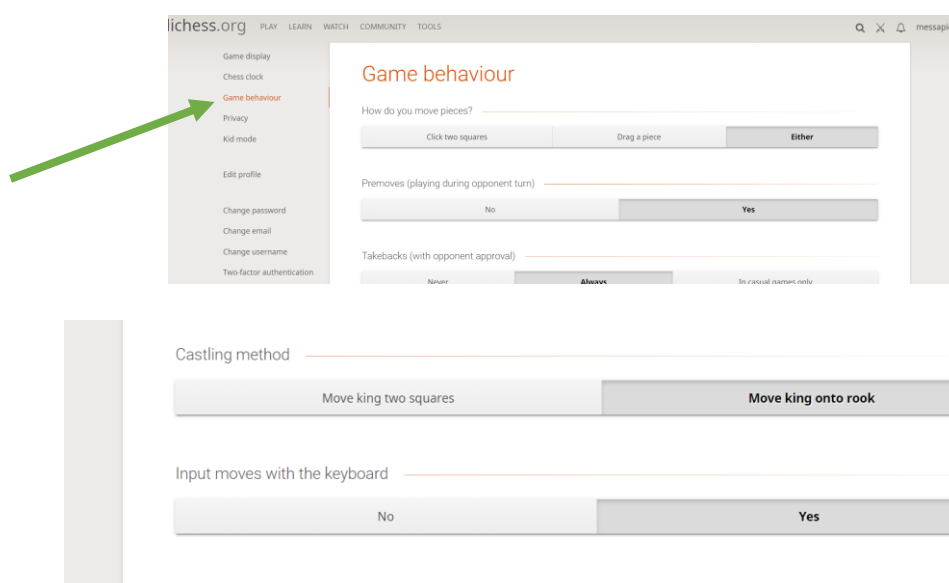 lichess.org PLAY LEARN WATCH COMMUNITY TOOLS messapi
Game display
Chess clock
Game behaviour
Privacy
Kid mode
Edit profile
Change password
Change email
Change username
Two-factor authentication
Game behaviour
How do you move pieces?
Click two squares Drag a piece Either
Premoves (playing during opponent turn)
No Yes
Takebacks (with opponent approval)
Never Always In casual games only
Castling method
Move king two squares Move king onto rook
Input moves with the keyboard
No Yes